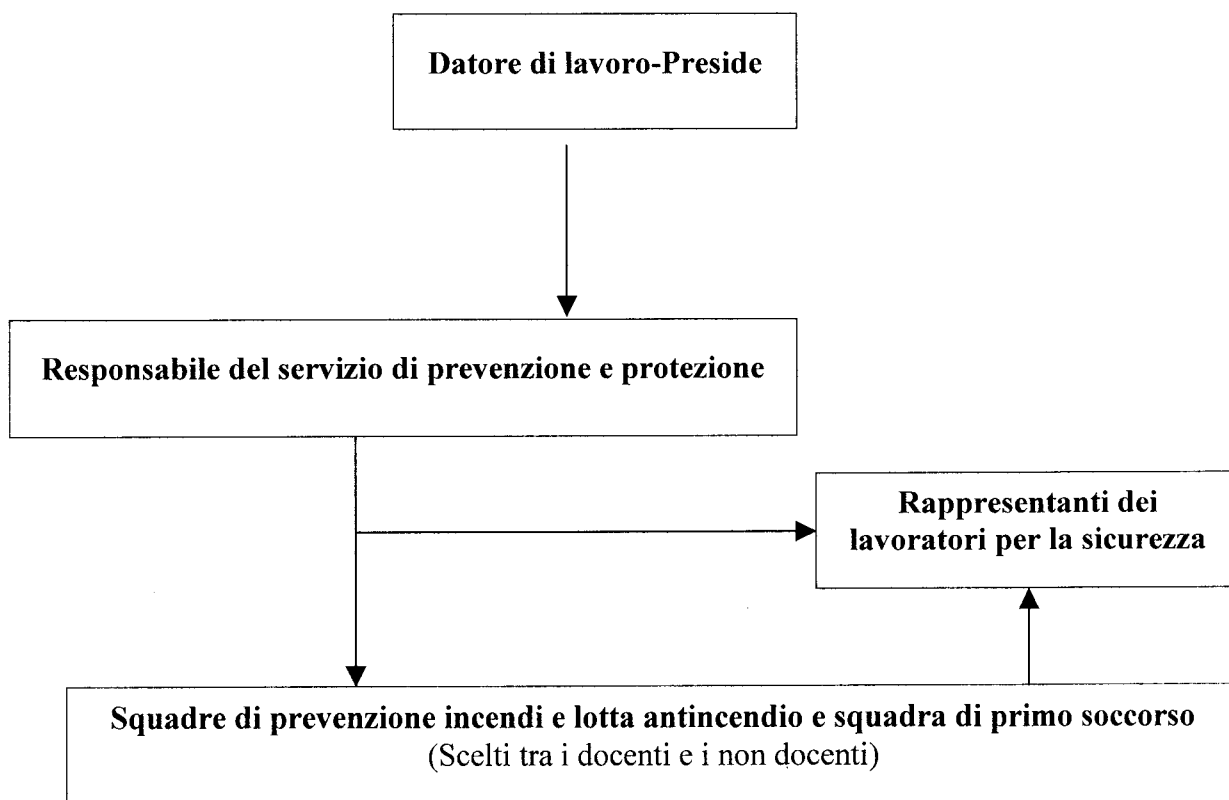 Datore di lavoro-Preside
Responsabile del servizio di prevenzione e protezione
Rappresentanti dei
lavoratori per la sicurezza
Squadre di prevenzione incendi e lotta antincendio e squadra di primo soccorso
(Scelti tra i docenti e i non docenti)